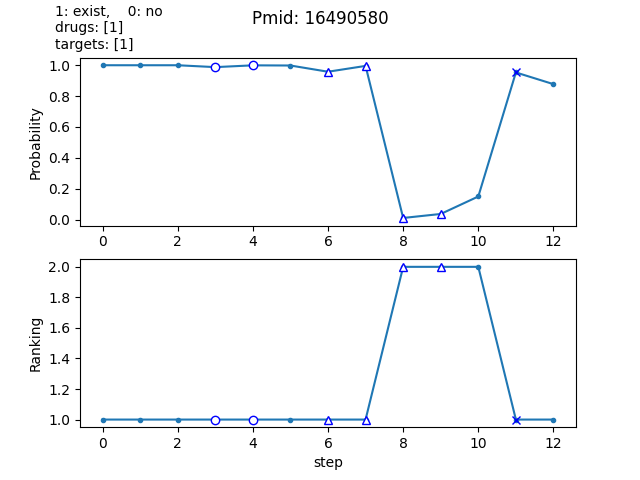 1: exist,    0: no
drugs: [1]
targets: [1]
Pmid: 16490580
1.0
0.8
0.6
0.4
0.2
0.0
Probability
0 2 4 6 8 10 12
2.0
1.8
1.6
1.4
1.2
1.0
Ranking
0 2 4 6 8 10 12
step